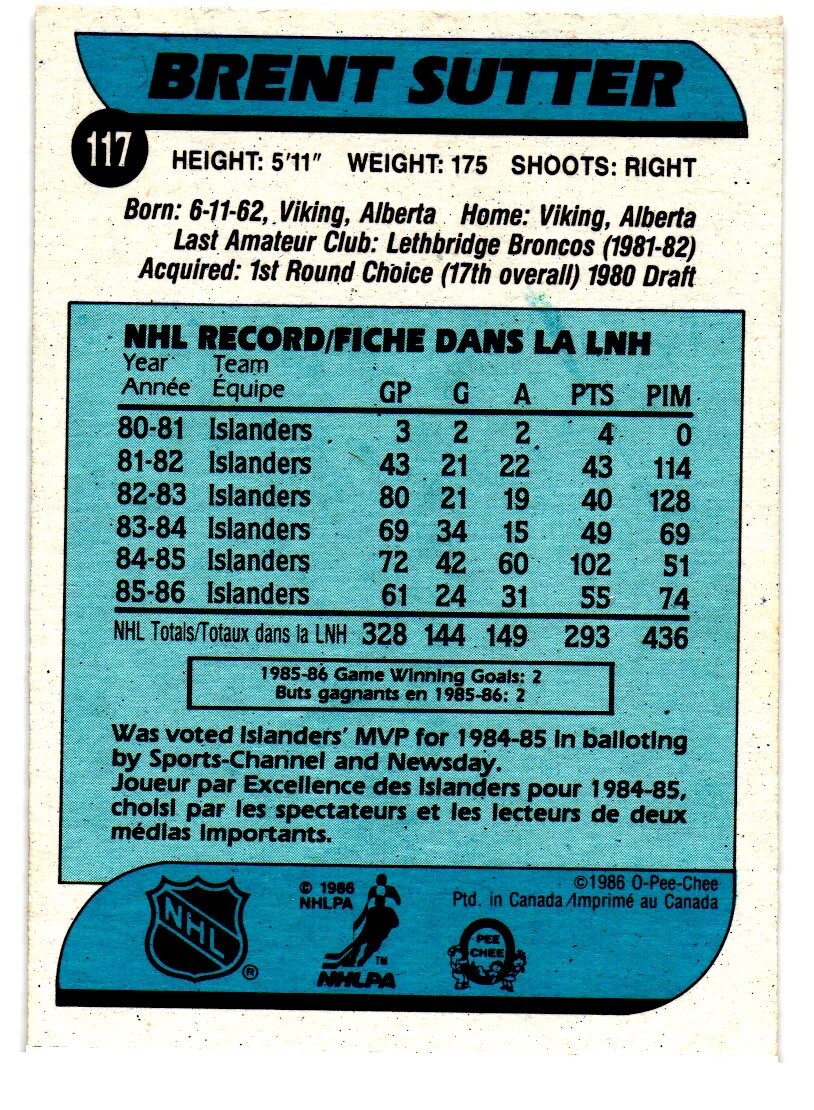 BRENT SUTTER
117
HEIGHT: 5'11" WEIGHT: 175 SHOOTS: RIGHT
Born: 6-11-62, Viking, Alberta Home: Viking, Alberta
Last Amateur Club: Lethbridge Broncos (1981-82)
Acquired: 1st Round Choice (17th overall) 1980 Draft
NHL RECORD/FICHE DANS LA LNH
Year Team
Année Équipe GP G A PTS PIM
80-81 Islanders 3 2 2 4 0
81-82 Islanders 43 21 22 43 114
82-83 Islanders 80 21 19 40 128
83-84 Islanders 69 34 15 49 69
84-85 Islanders 72 42 60 102 51
85-86 Islanders 61 24 31 55 74
NHL Totals/Totaux dans la LNH 328 144 149 293 436
1985-86 Game Winning Goals: 2
Buts gagnants en 1985-86: 2
Was voted Islanders' MVP for 1984-85 in balloting
by Sports-Channel and Newsday.
Joueur par Excellence des Islanders pour 1984-85,
choisi par les spectateurs et les lecteurs de deux
médias importants.
NHL ®
© 1986
NHLPA
™
NHLPA
©1986 O-Pee-Chee
Ptd. in Canada/Imprimé au Canada
PEE
CHEE